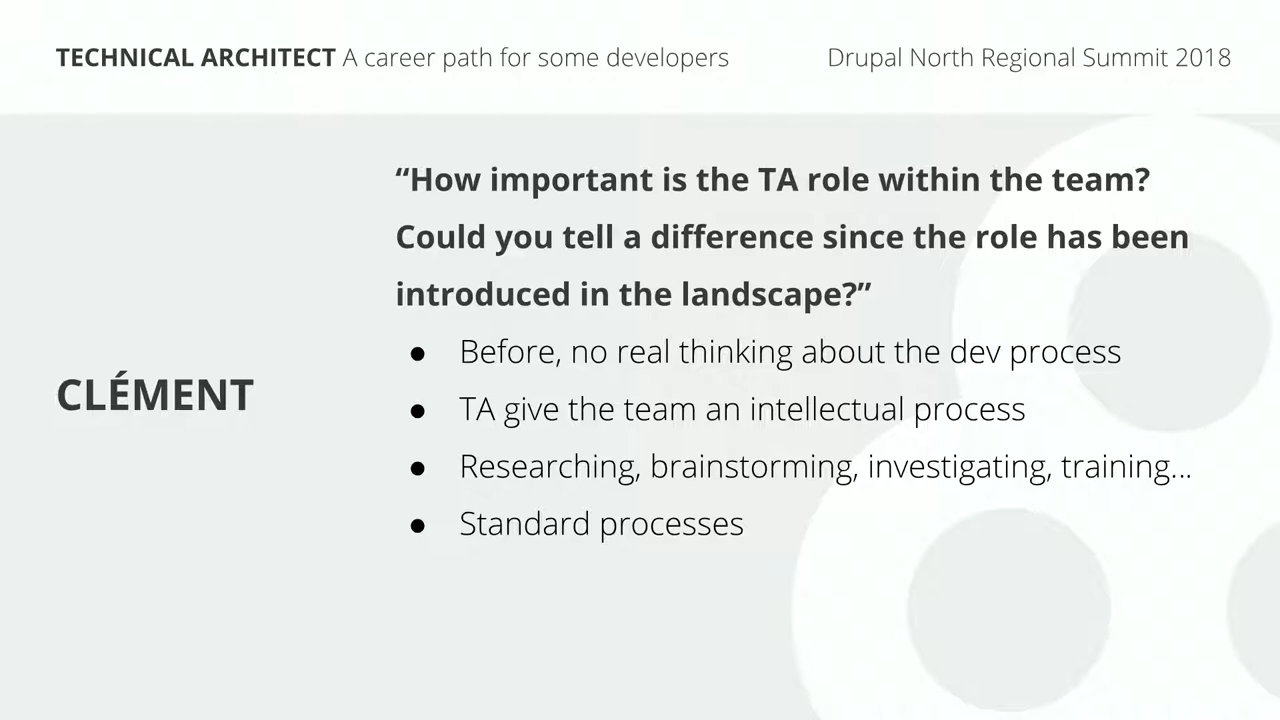 TECHNICAL ARCHITECT A career path for some developers
Drupal North Regional Summit 2018
CLÉMENT
“How important is the TA role within the team?
Could you tell a difference since the role has been
introduced in the landscape?”
● Before, no real thinking about the dev process
● TA give the team an intellectual process
● Researching, brainstorming, investigating, training...
● Standard processes